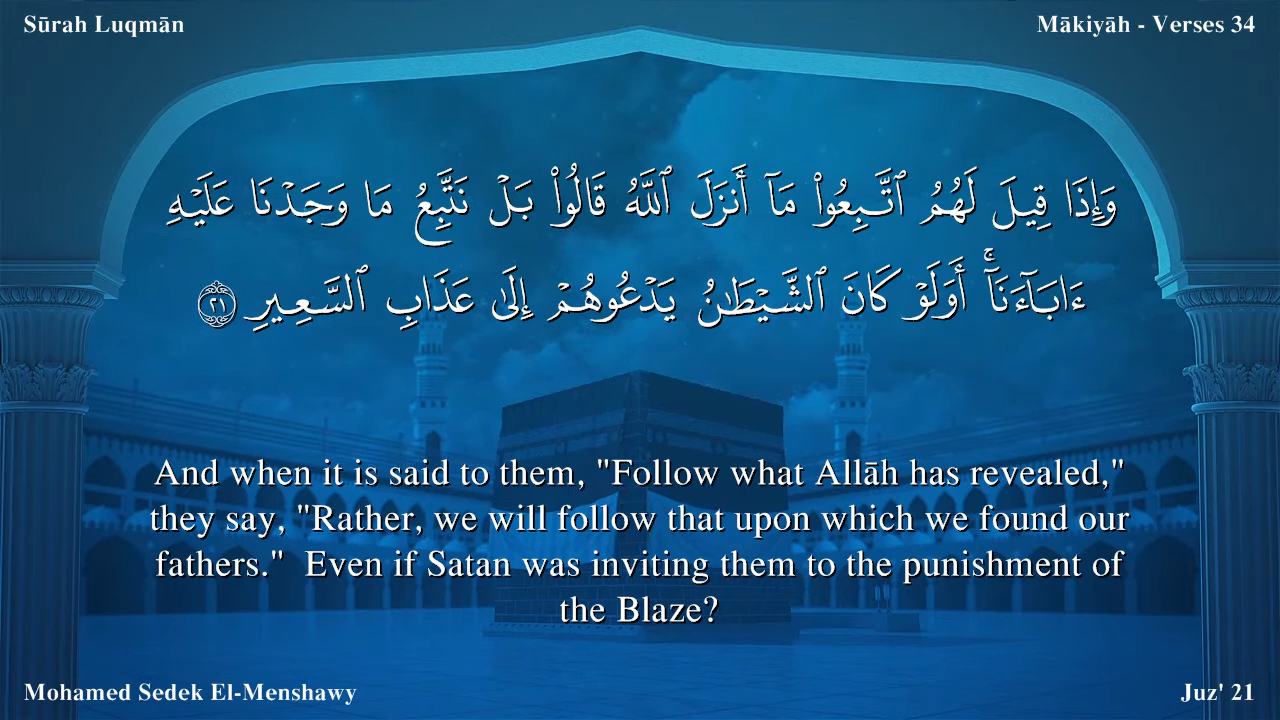 Sūrah Luqmān
Mākiyāh - Verses 34
وَإِذَا قِيلَ لَهُمُ ٱتَّبِعُوا۟ مَآ أَنزَلَ ٱللَّهُ قَالُوا۟ بَلْ نَتَّبِعُ مَا وَجَدْنَا عَلَيْهِ
ءَابَآءَنَآ ۚ أَوَلَوْ كَانَ ٱلشَّيْطَـٰنُ يَدْعُوهُمْ إِلَىٰ عَذَابِ ٱلسَّعِيرِ ٢١
And when it is said to them, "Follow what Allāh has revealed,"
they say, "Rather, we will follow that upon which we found our
fathers."  Even if Satan was inviting them to the punishment of
the Blaze?
Mohamed Sedek El-Menshawy
Juz' 21